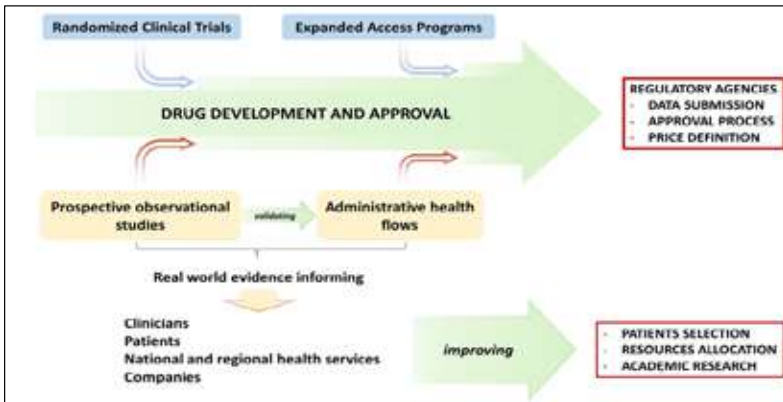 Randomized Clinical Trials
Expanded Access Programs
DRUG DEVELOPMENT AND APPROVAL
REGULATORY AGENCIES
- DATA SUBMISSION
- APPROVAL PROCESS
- PRICE DEFINITION
Prospective observational
studies
validating
Administrative health
flows
Real world evidence informing
Clinicians
Patients
National and regional health services
Companies
improving
- PATIENTS SELECTION
- RESOURCES ALLOCATION
- ACADEMIC RESEARCH